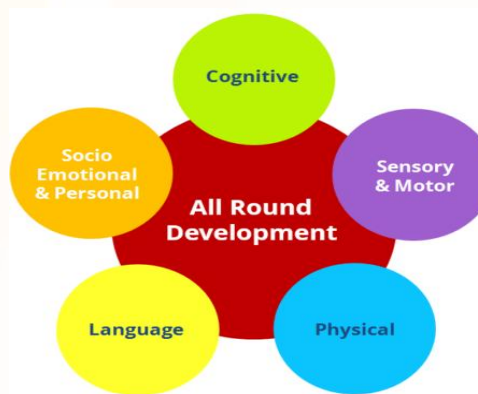 Cognitive
Socio
Emotional
& Personal
Sensory
& Motor
All Round
Development
Language
Physical